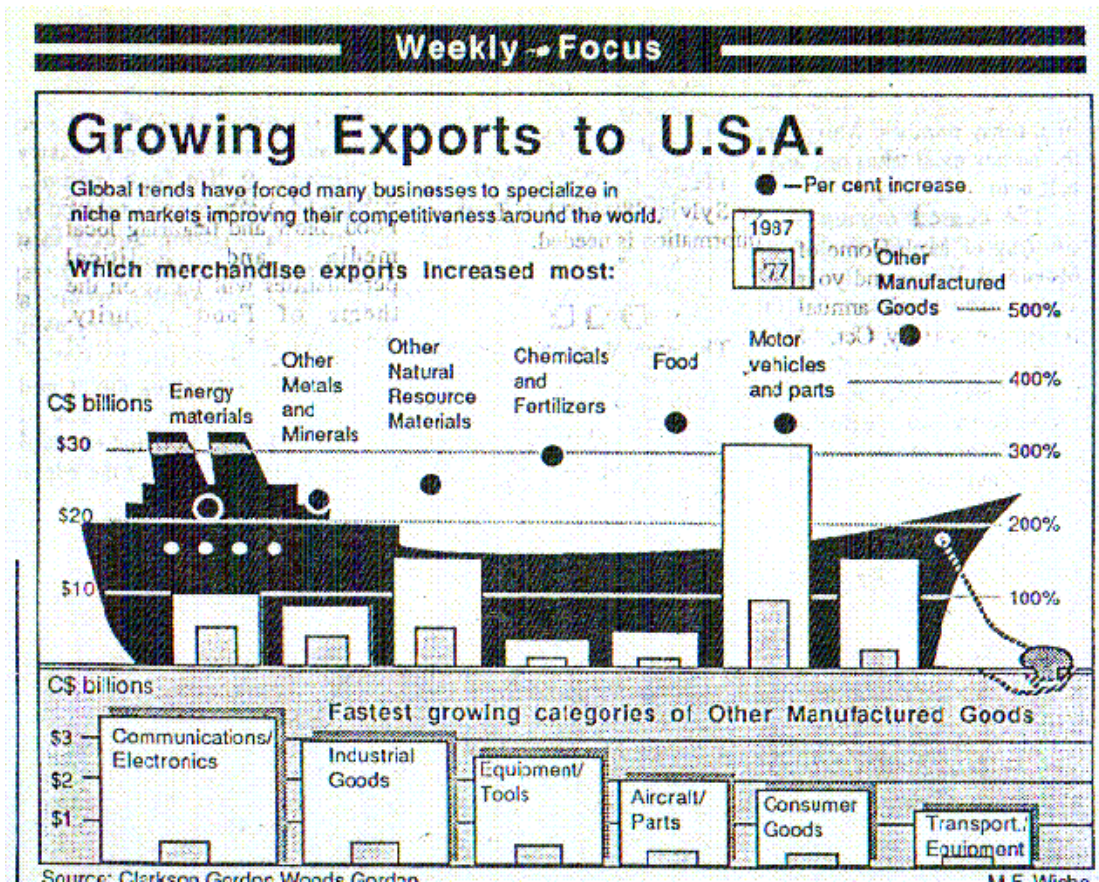 Weekly Focus
Growing Exports to U.S.A.
Global trends have forced many businesses to specialize in
niche markets improving their competitiveness around the world.
Which merchandise exports increased most:
—Per cent increase.
1987
'77
Other
Manufactured
Goods
500%
Motor
vehicles
and parts
400%
Food
Chemicals
and
Fertilizers
Other
Natural
Resource
Materials
Other
Metals
and
Minerals
Energy
materials
C$ billions
$30
300%
$20
200%
$10
100%
C$ billions
Fastest growing categories of Other Manufactured Goods
$3
$2
$1
Communications/
Electronics
Industrial
Goods
Equipment/
Tools
Aircraft/
Parts
Consumer
Goods
Transport./
Equipment
Source: Clarkson Gordon Woods Gordon